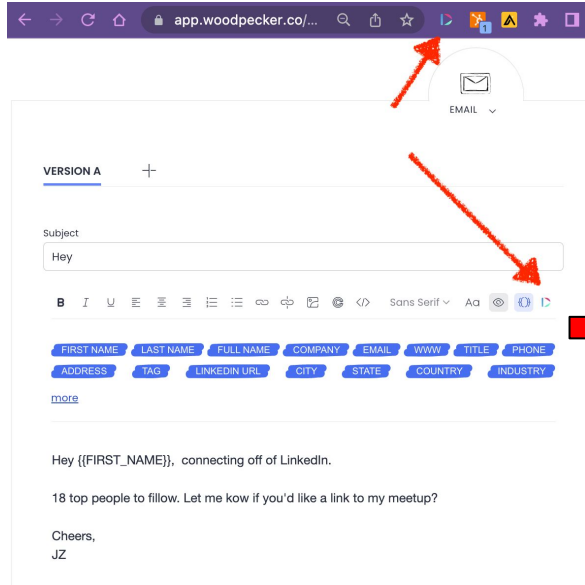 app.woodpecker.co/...
1
EMAIL
VERSION A
Subject
Hey
B I U Sans Serif Aa
FIRST NAME LAST NAME FULL NAME COMPANY EMAIL WWW TITLE PHONE
ADDRESS TAG LINKEDIN URL CITY STATE COUNTRY INDUSTRY
more
Hey {{FIRST_NAME}}, connecting off of LinkedIn.
18 top people to fillow. Let me kow if you'd like a link to my meetup?
Cheers,
JZ